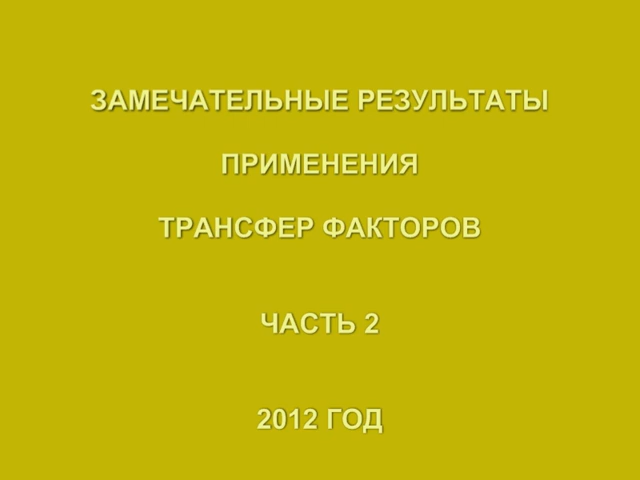 ЗАМЕЧАТЕЛЬНЫЕ РЕЗУЛЬТАТЫ
ПРИМЕНЕНИЯ
ТРАНСФЕР ФАКТОРОВ
ЧАСТЬ 2
2012 ГОД